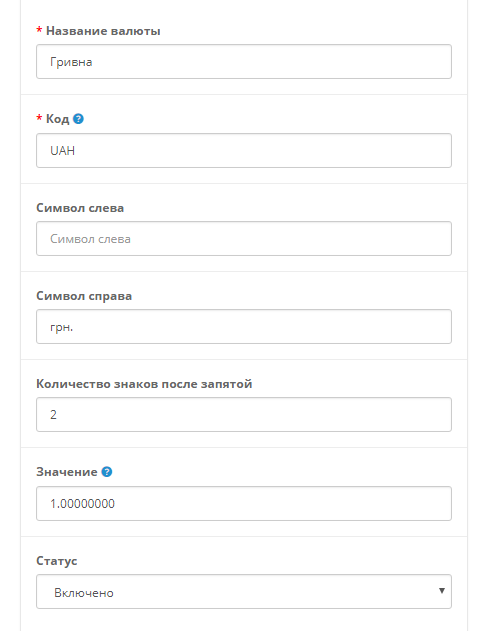 * Название валюты
Гривна
* Код ?
UAH
Символ слева
Символ слева
Символ справа
грн.
Количество знаков после запятой
2
Значение ?
1.00000000
Статус
Включено